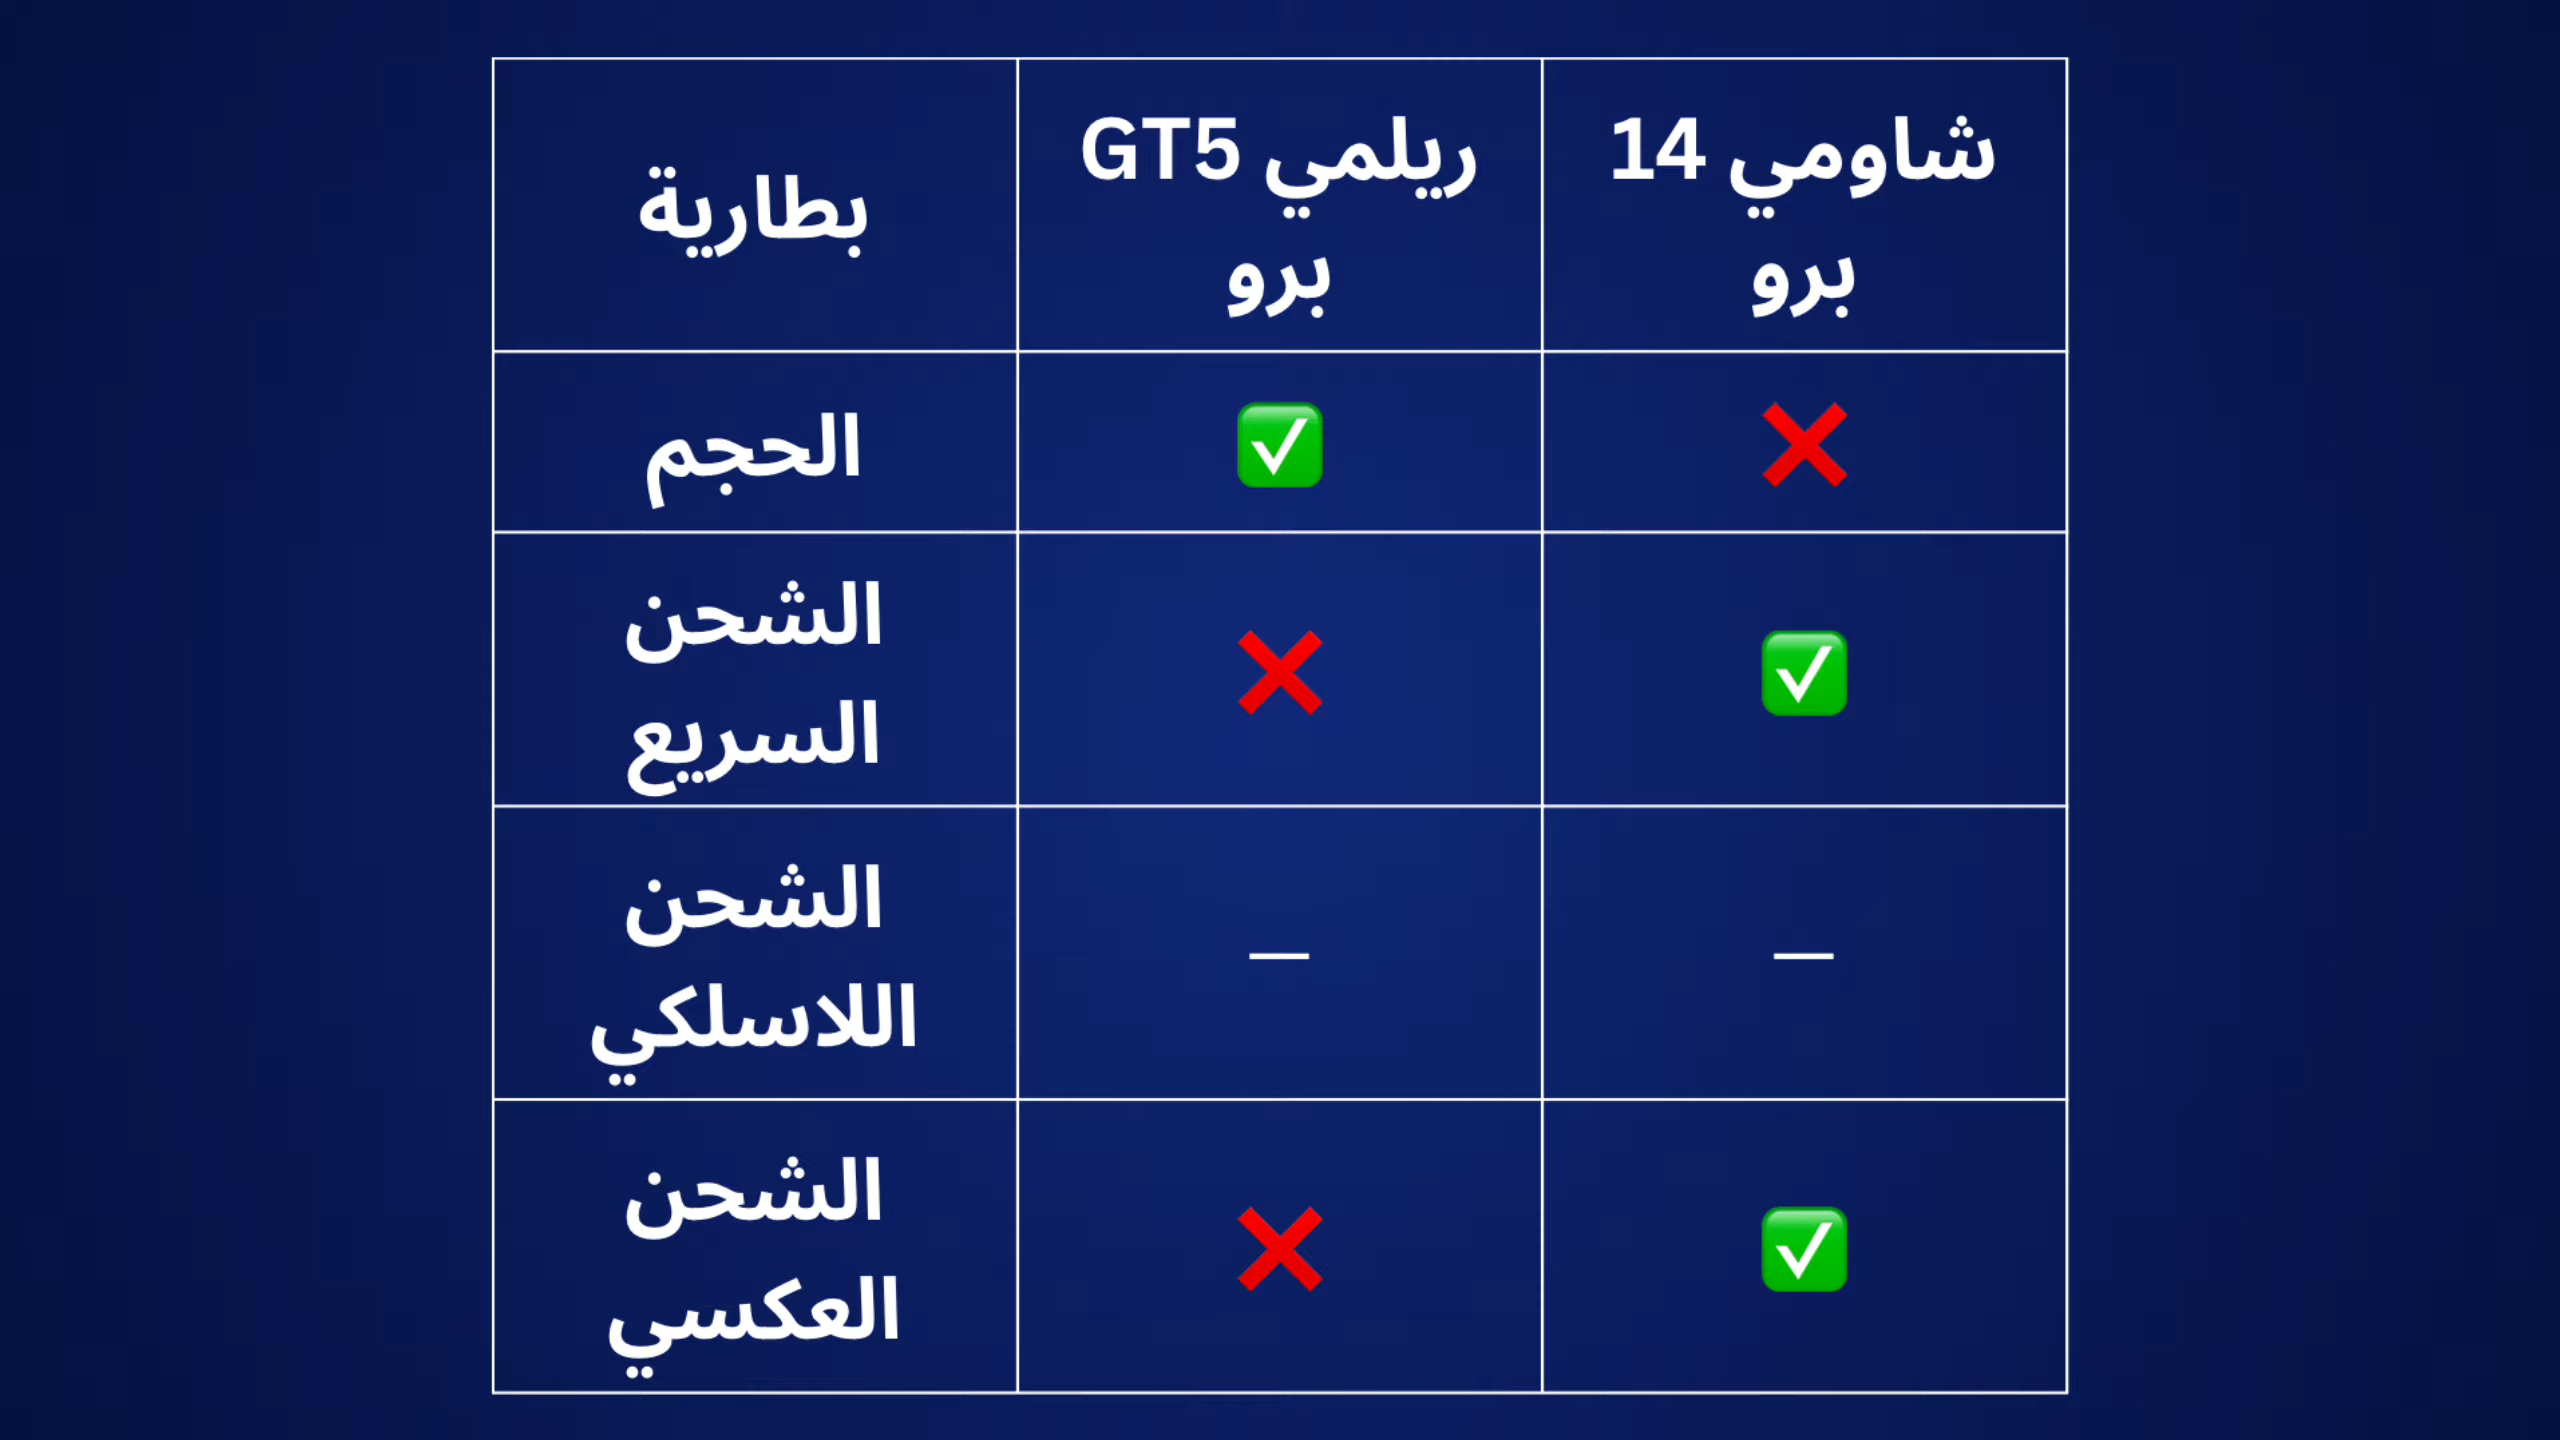 شاومي 14
برو
ريلمي GT5
برو
بطارية
❌
✅
الحجم
✅
❌
الشحن
السريع
—
—
الشحن
اللاسلكي
✅
❌
الشحن
العكسي